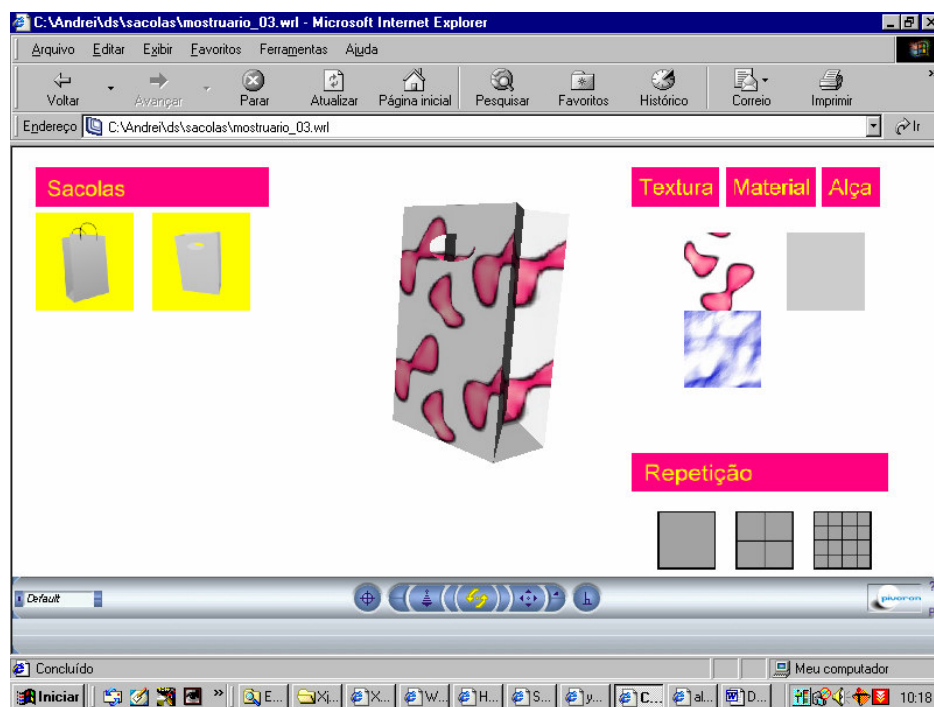 C:\Andrei\ds\sacolas\mostruario_03.wrl - Microsoft Internet Explorer
Arquivo Editar Exibir Favoritos Ferramentas Ajuda
Voltar Avançar Parar Atualizar Página inicial Pesquisar Favoritos Histórico Correio Imprimir
Endereço C:\Andrei\ds\sacolas\mostruario_03.wrl Ir
Sacolas
Textura Material Alça
Repetição
Default
Concluído
Meu computador
Iniciar E... Xj... X... W... H... S... y... C... al... D... 10:18